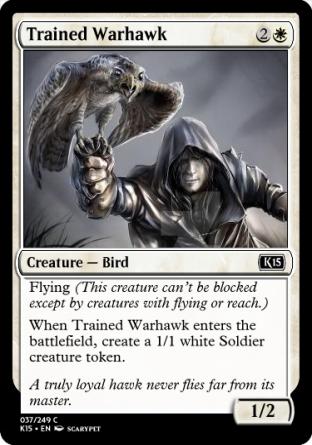 Trained Warhawk 2
Creature — Bird K15
Flying (This creature can't be blocked
except by creatures with flying or reach.)
When Trained Warhawk enters the
battlefield, create a 1/1 white Soldier
creature token.
A truly loyal hawk never flies far from its
master.
1/2
037/249 C
K15 • EN SCARYPET